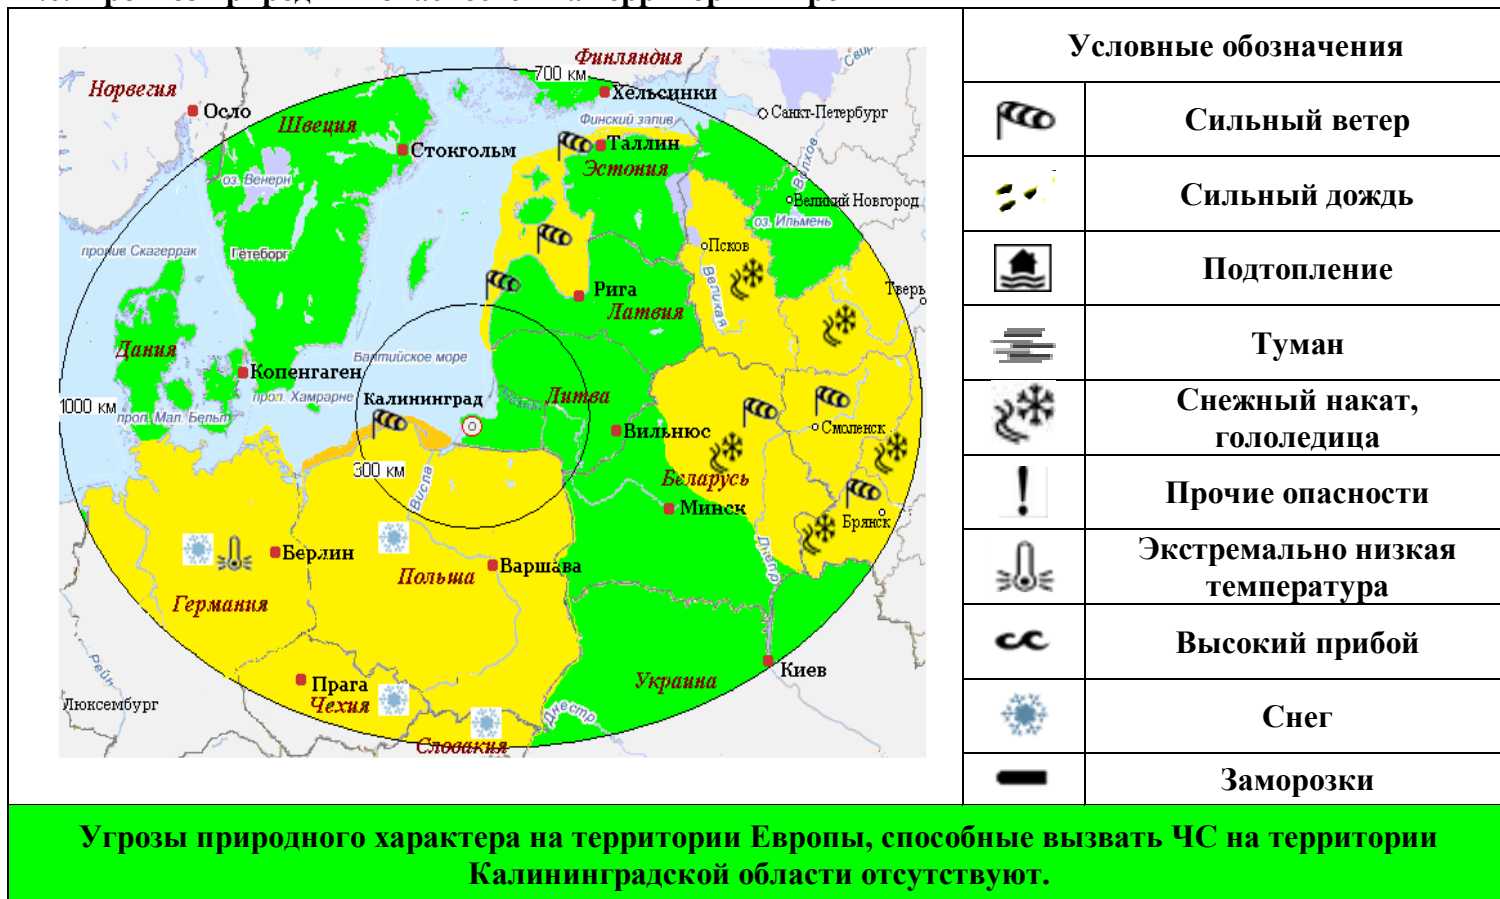 Условные обозначения
Сильный ветер
Сильный дождь
Подтопление
Туман
Снежный накат,
гололедица
Прочие опасности
Экстремально низкая
температура
Высокий прибой
Снег
Заморозки
Финляндия
700 км
Норвегия
Хельсинки
Осло
Санкт-Петербург
Швеция
Финский залив
Стокгольм
Таллин
Эстония
Волхов
оз. Венерн
Великий Новгород
оз. Ильмень
пролив Скагеррак
Гётеборг
Псков
Великая
Рига
Тверь
Латвия
Дания
Балтийское море
Копенгаген
Калининград
Литва
1000 км
прол. Хамрарне
прол. Мал. Бельт
Вильнюс
Смоленск
300 км
Висла
Беларусь
Минск
Брянск
Берлин
Днепр
Польша
Варшава
Германия
Рейн
Киев
Прага
Украина
Чехия
Люксембург
Днестр
Словакия
Угрозы природного характера на территории Европы, способные вызвать ЧС на территории
Калининградской области отсутствуют.